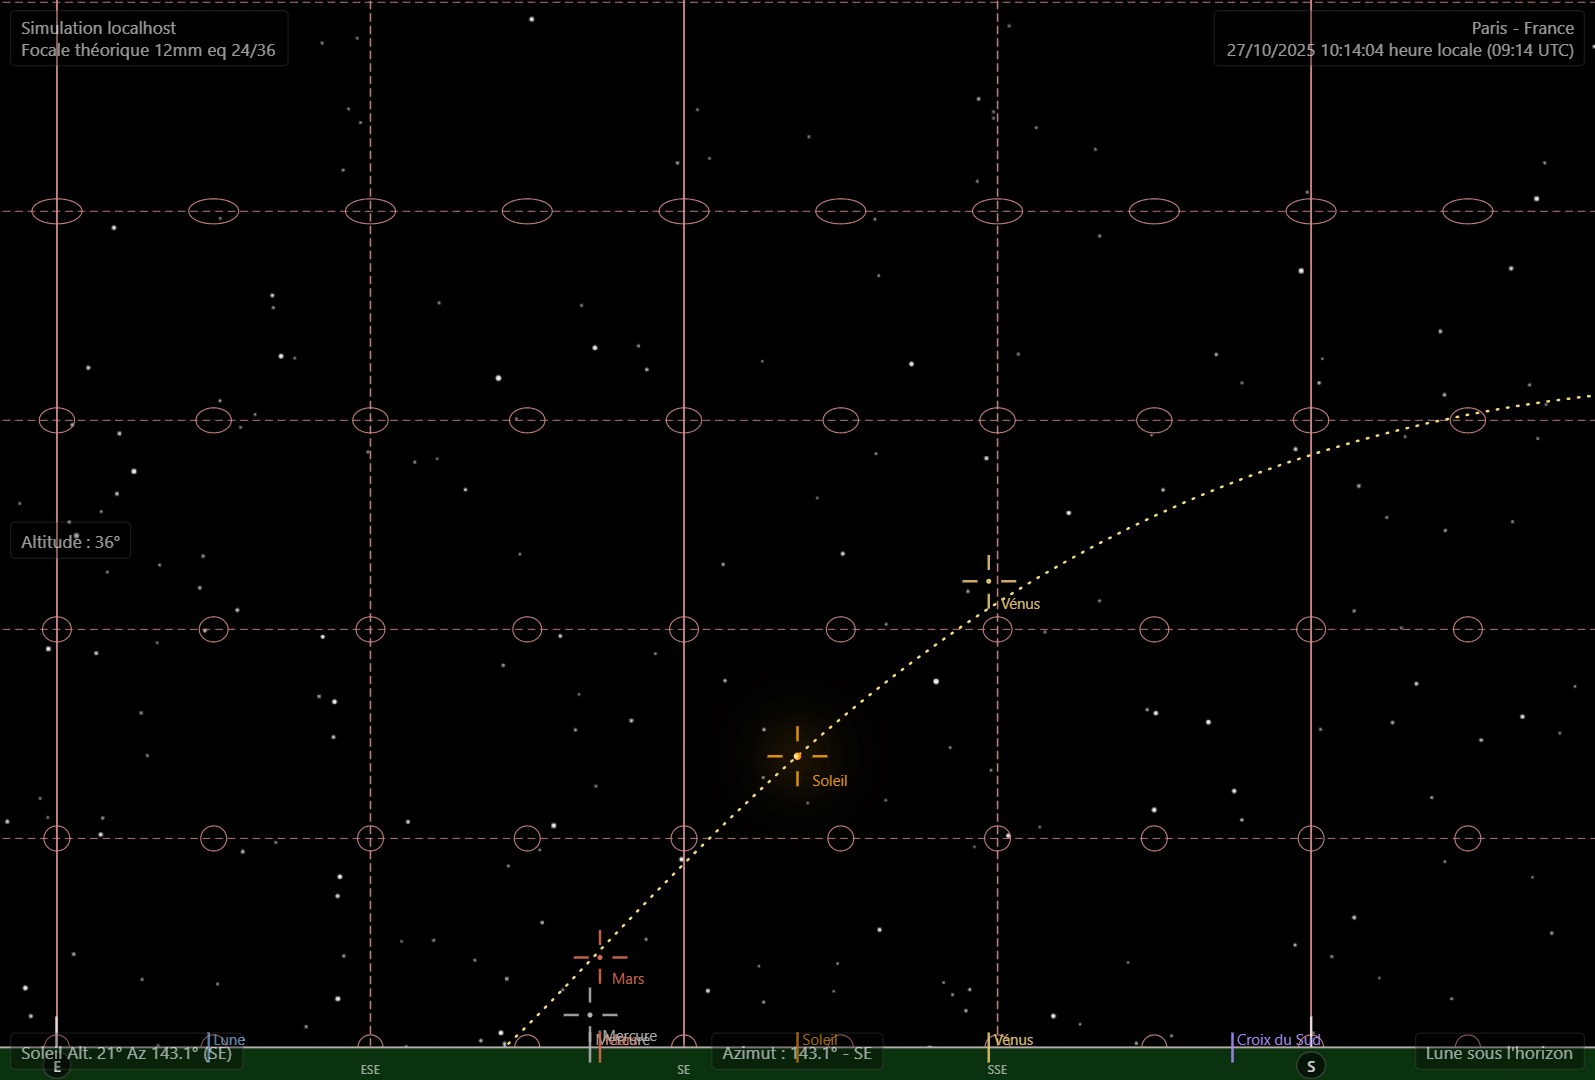 Simulation localhost
Focale théorique 12mm eq 24/36
Paris - France
27/10/2025 10:14:04 heure locale (09:14 UTC)
Altitude : 36°
Vénus
Soleil
Mars
Mercure
Lune
Soleil
Vénus
Croix du Sud
Soleil Alt. 21° Az 143.1° (SE)
Azimut : 143.1° - SE
Lune sous l'horizon
E
ESE
SE
SSE
S